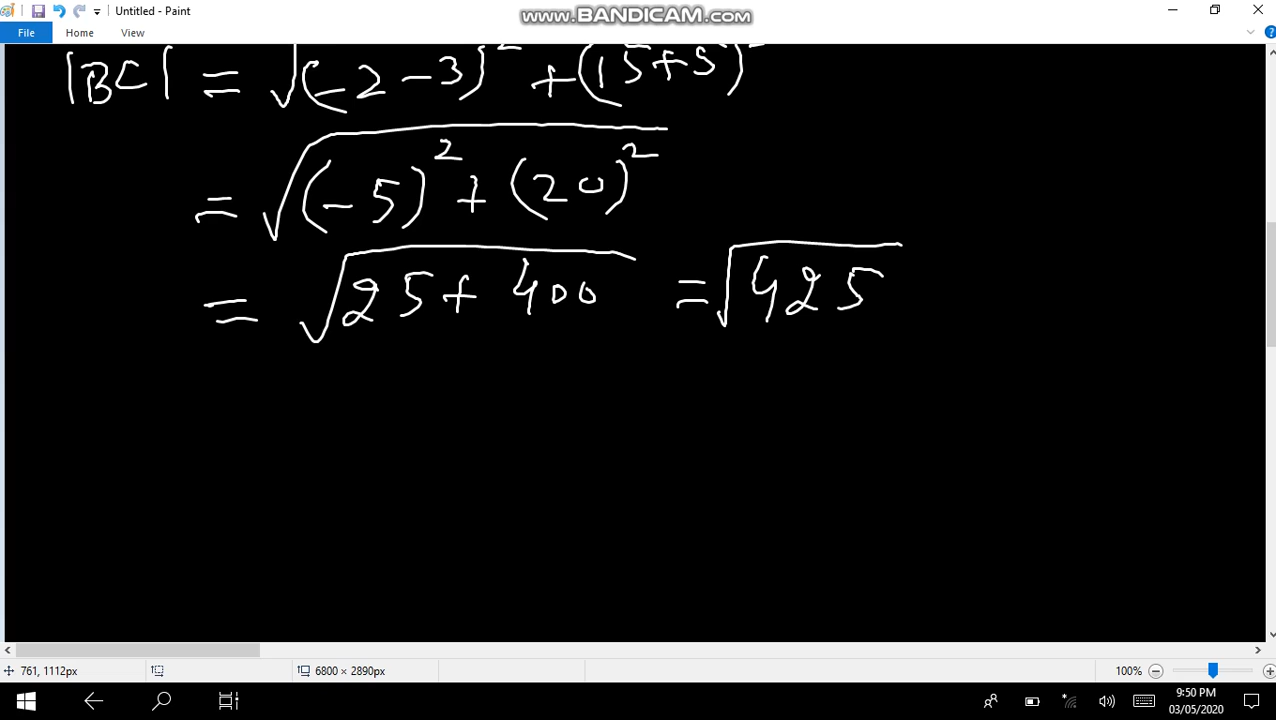 Untitled - Paint
www.BANDICAM.com
File Home View
|BC| = √(-2-3)² + (15+5)²
= √(-5)² + (20)²
= √25+400 = √425
761, 1112px
6800 × 2890px
100%
9:50 PM
03/05/2020